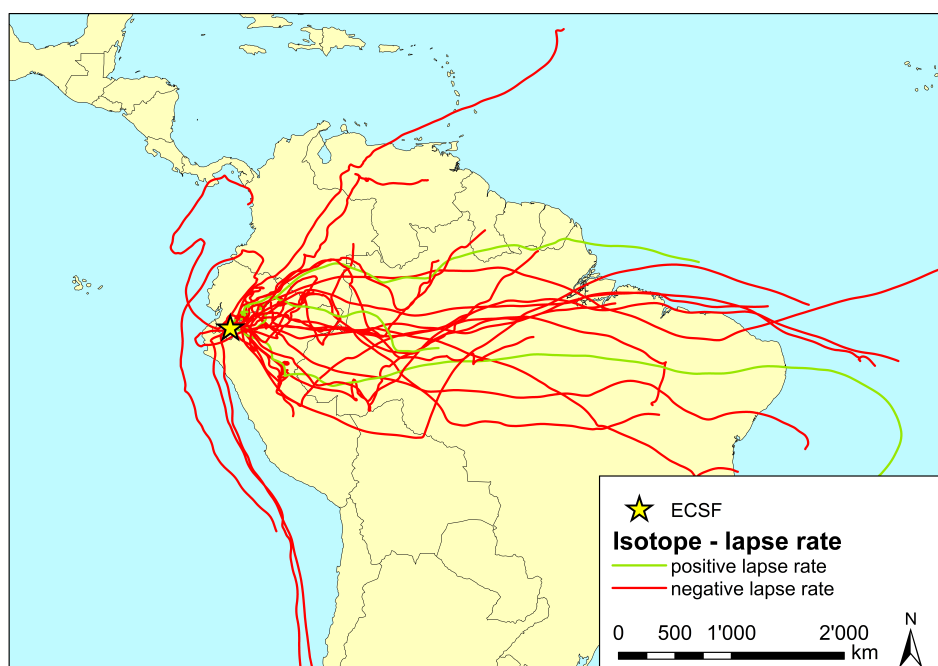 ECSF
Isotope - lapse rate
positive lapse rate
negative lapse rate
N
0 500 1'000 2'000
km